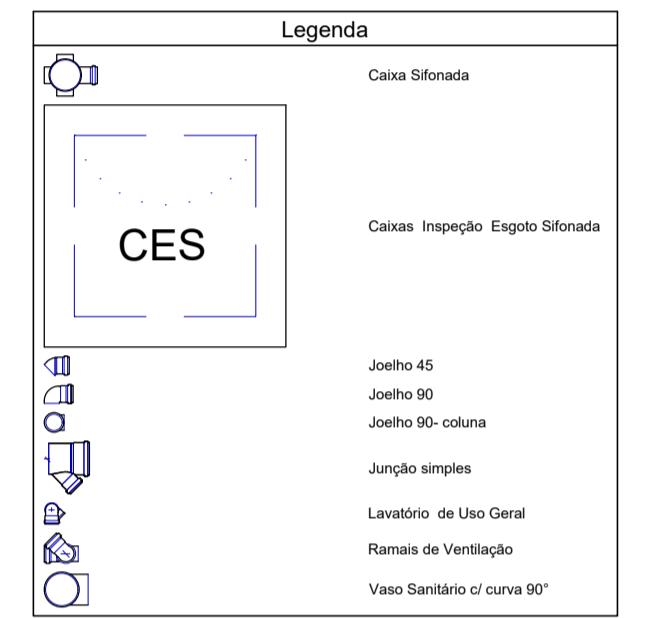 Legenda
Caixa Sifonada
CES
Caixas Inspeção Esgoto Sifonada
Joelho 45
Joelho 90
Joelho 90- coluna
Junção simples
Lavatório de Uso Geral
Ramais de Ventilação
Vaso Sanitário c/ curva 90°